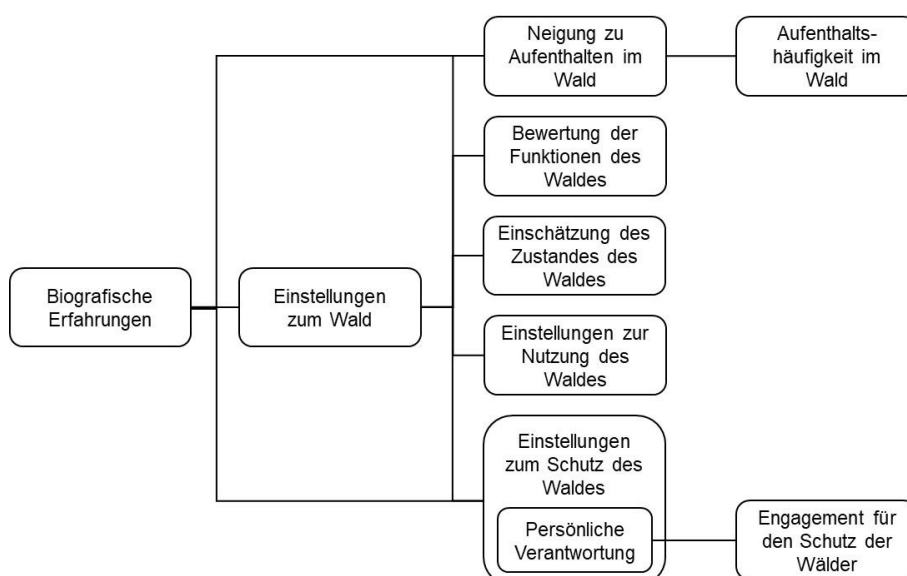 Neigung zu
Aufenthalten im
Wald
Aufenthalts-
häufigkeit im
Wald
Bewertung der
Funktionen des
Waldes
Einschätzung des
Zustandes des
Waldes
Biografische
Erfahrungen
Einstellungen
zum Wald
Einstellungen zur
Nutzung des
Waldes
Einstellungen
zum Schutz des
Waldes
Persönliche
Verantwortung
Engagement für
den Schutz der
Wälder